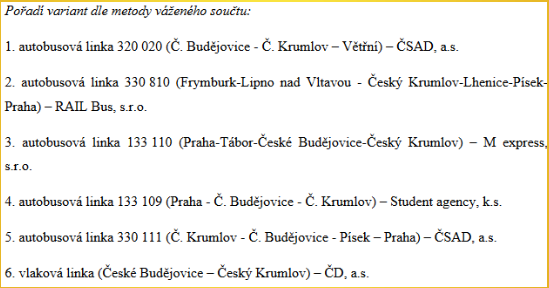 Pořadí variant dle metody váženého součtu:
1. autobusová linka 320 020 (Č. Budějovice - Č. Krumlov – Větřní) – ČSAD, a.s.
2. autobusová linka 330 810 (Frymburk-Lipno nad Vltavou - Český Krumlov-Lhenice-Písek-
Praha) – RAIL Bus, s.r.o.
3. autobusová linka 133 110 (Praha-Tábor-České Budějovice-Český Krumlov) – M express,
s.r.o.
4. autobusová linka 133 109 (Praha - Č. Budějovice - Č. Krumlov) – Student agency, k.s.
5. autobusová linka 330 111 (Č. Krumlov - Č. Budějovice - Písek – Praha) – ČSAD, a.s.
6. vlaková linka (České Budějovice – Český Krumlov) – ČD, a.s.